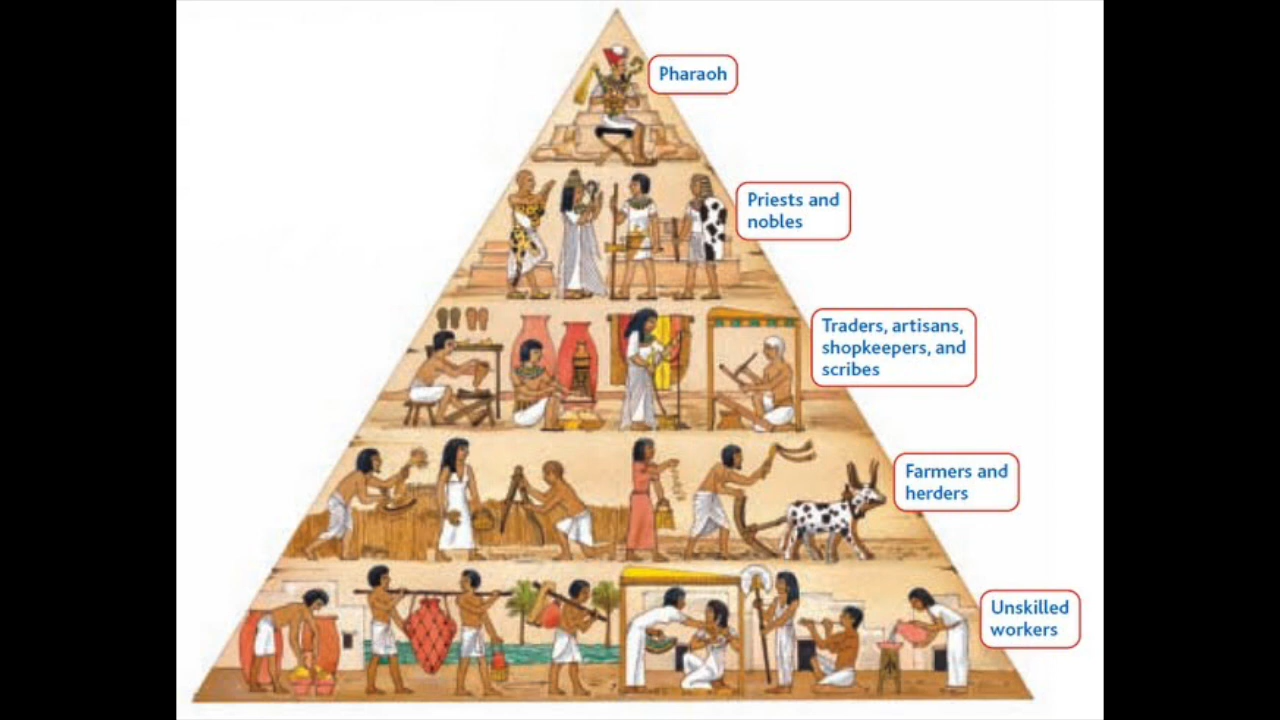 Pharaoh
Priests and
nobles
Traders, artisans,
shopkeepers, and
scribes
Farmers and
herders
Unskilled
workers